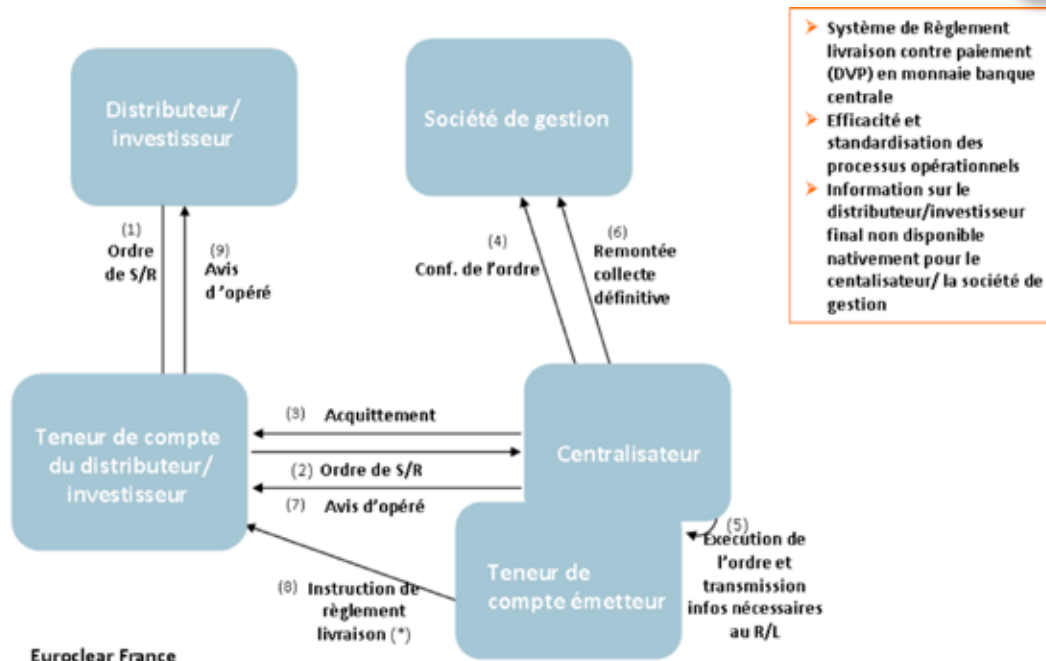 Distributeur/
investisseur
Société de gestion
➤ Système de Règlement
livraison contre paiement
(DVP) en monnaie banque
centrale
➤ Efficacité et
standardisation des
processus opérationnels
➤ Information sur le
distributeur/investisseur
final non disponible
nativement pour le
centalisateur/ la société de
gestion
(1)
Ordre
de S/R
(9)
Avis
d'opéré
(4)
Conf. de l'ordre
(6)
Remontée
collecte
définitive
Teneur de compte
du distributeur/
investisseur
(3) Acquittement
(2) Ordre de S/R
(7) Avis d'opéré
Centralisateur
(5)
Exécution de
l'ordre et
transmission
infos nécessaires
au R/L
Teneur de
compte émetteur
(8) Instruction de
règlement
livraison (*)
Euroclear France